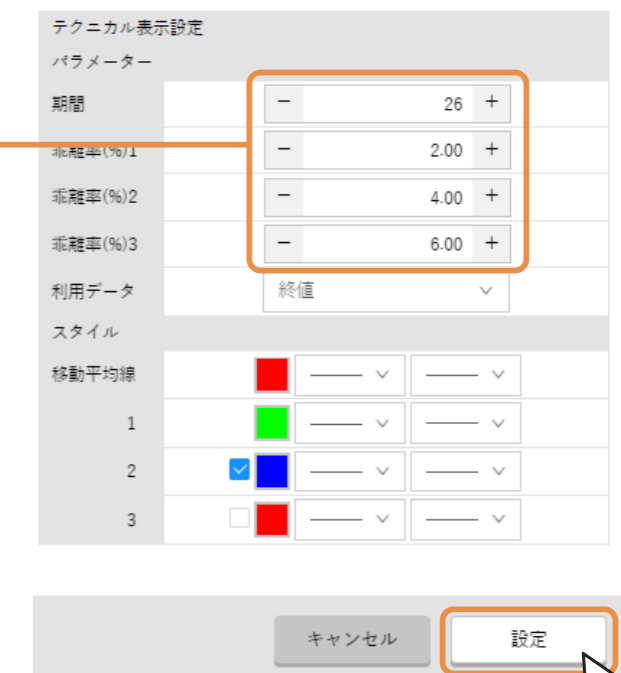 テクニカル表示設定
パラメーター
期間 − 26 +
乖離率(%)1 − 2.00 +
乖離率(%)2 − 4.00 +
乖離率(%)3 − 6.00 +
利用データ 終値
スタイル
移動平均線
1
2
3
キャンセル 設定